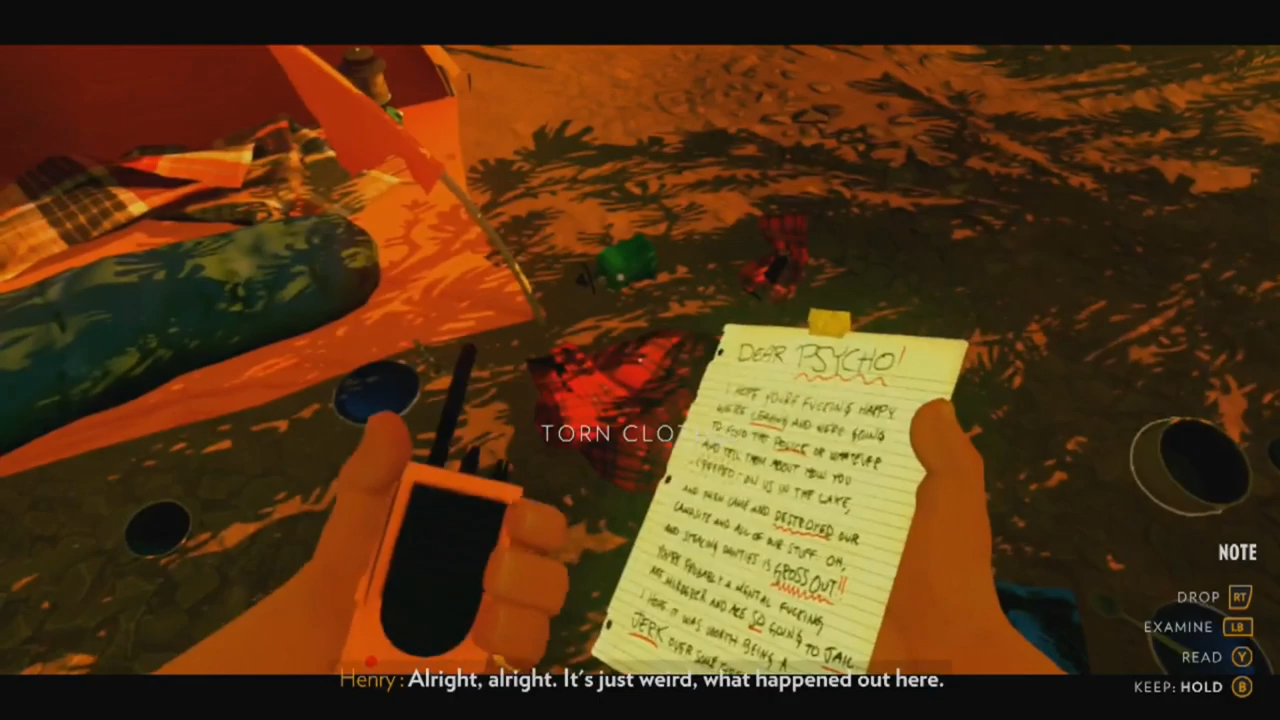 DEAR PSYCHO!
I HOPE YOU'RE FUCKING HAPPY
WE'RE LEAVING AND WE'RE GOING
TO FIND THE POLICE OR WHATEVER
AND TELL THEM ABOUT HOW YOU
CREEPED ON US IN THE LAKE,
AND THEN CAME AND DESTROYED OUR
CAMPSITE AND ALL OF OUR STUFF. OH,
AND STEALING PANTIES IS GROSS OUT!!
YOU'RE PROBABLY A MENTAL FUCKING
AXE MURDERER AND ARE SO GOING TO JAIL
I HOPE IT WAS WORTH BEING A
JERK OVER SOME
TORN CLOT
NOTE
DROP RT
EXAMINE LB
READ Y
KEEP: HOLD B
Henry: Alright, alright. It's just weird, what happened out here.